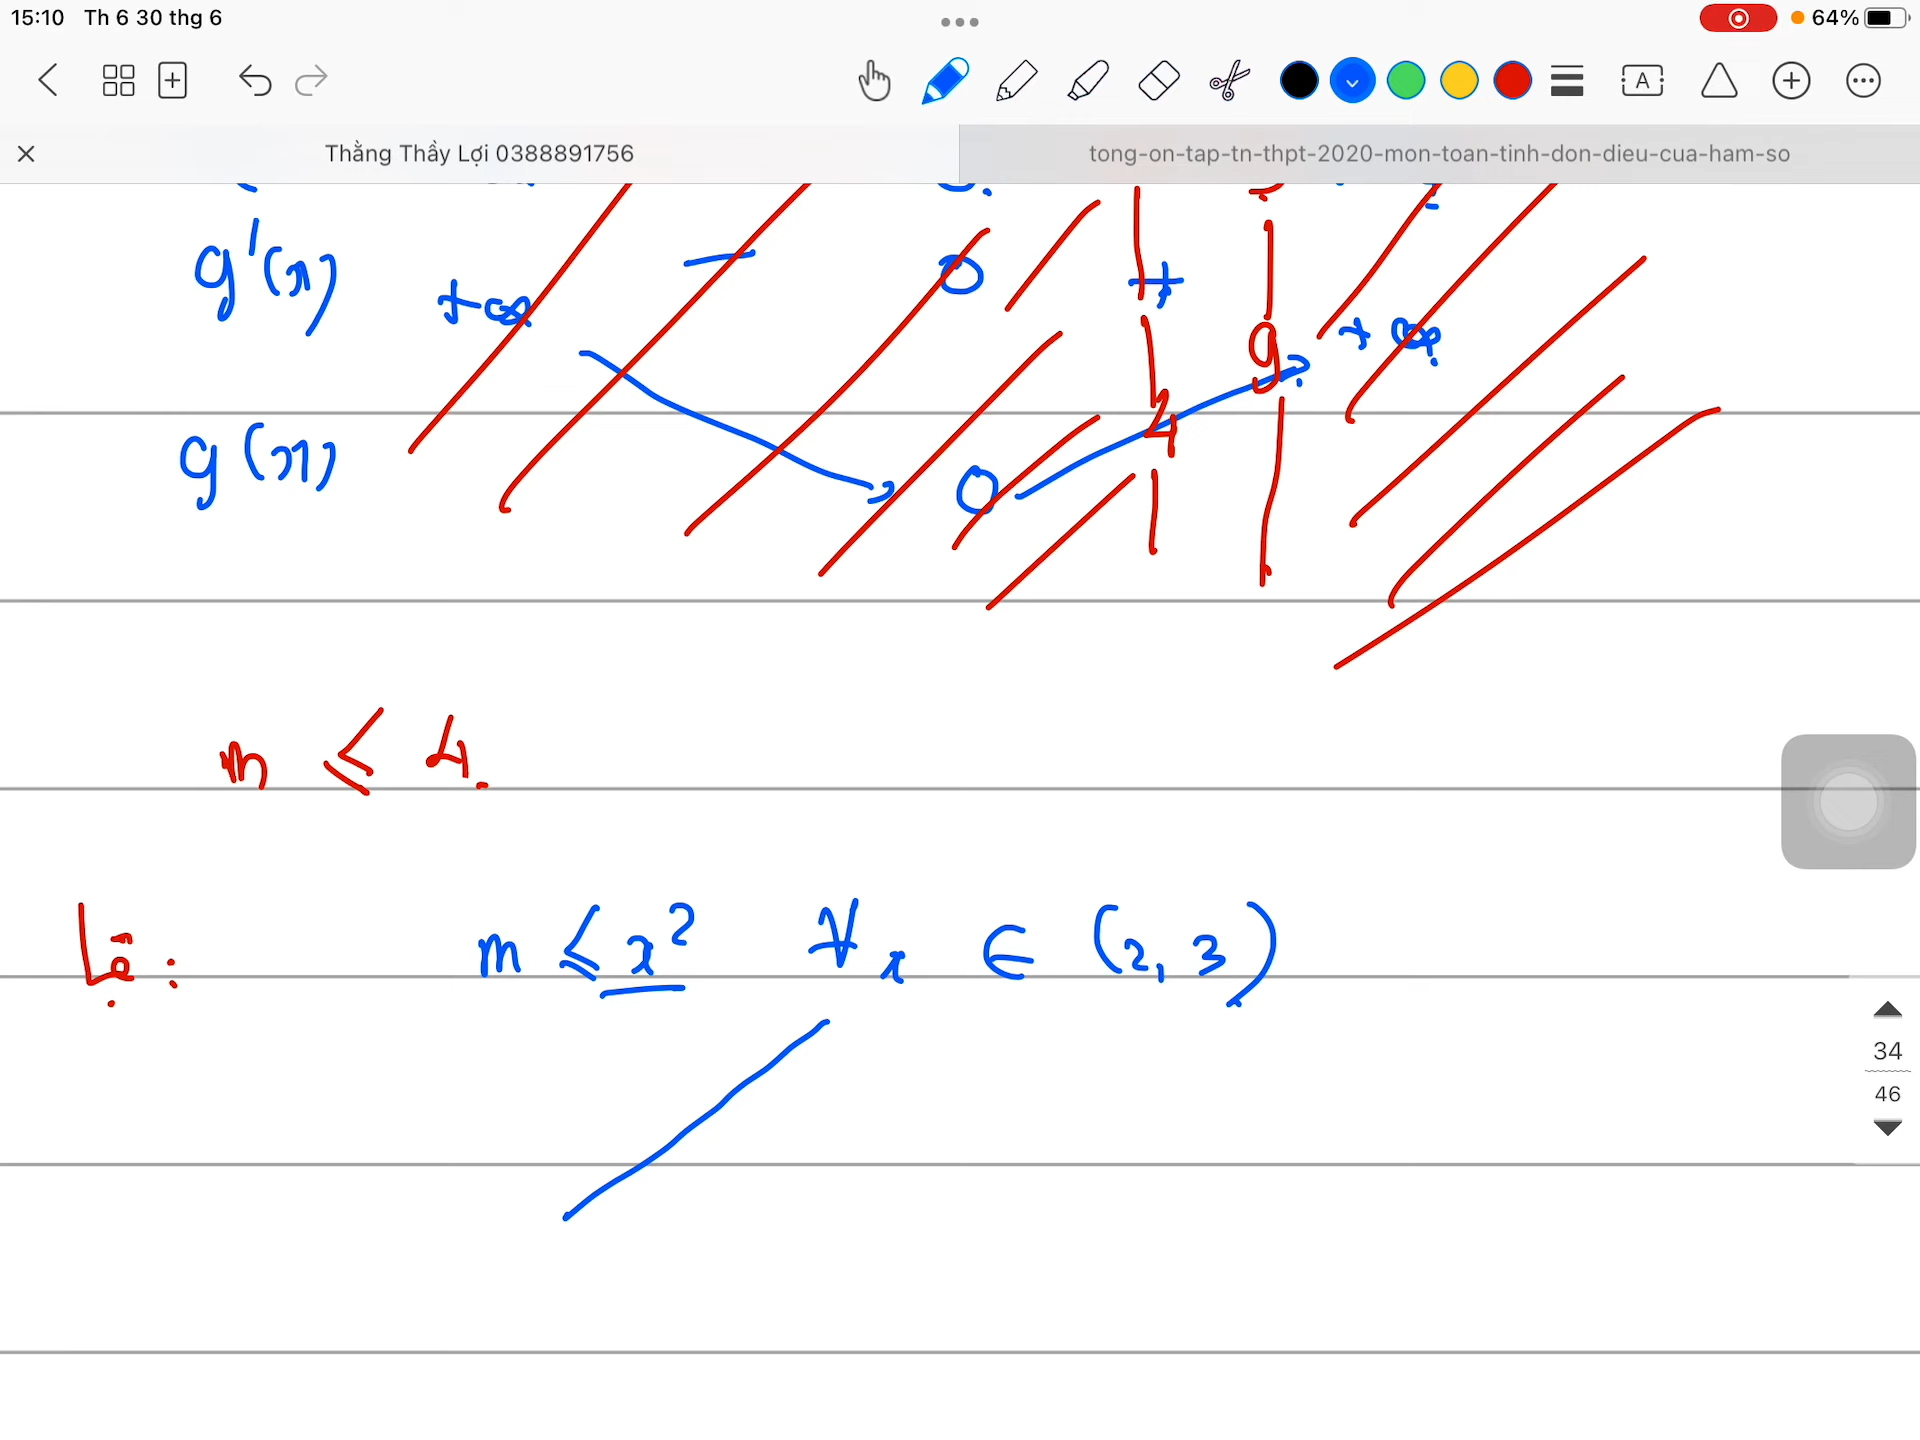 15:10 Th 6 30 thg 6 64%
Thằng Thầy Lợi 0388891756 tong-on-tap-tn-thpt-2020-mon-toan-tinh-don-dieu-cua-ham-so
g'(x) − 0 +
+∞ 9 +∞
4
g(x) 0
m ≤ 4.
m ≤ x² ∀x ∈ (2, 3)
34
46